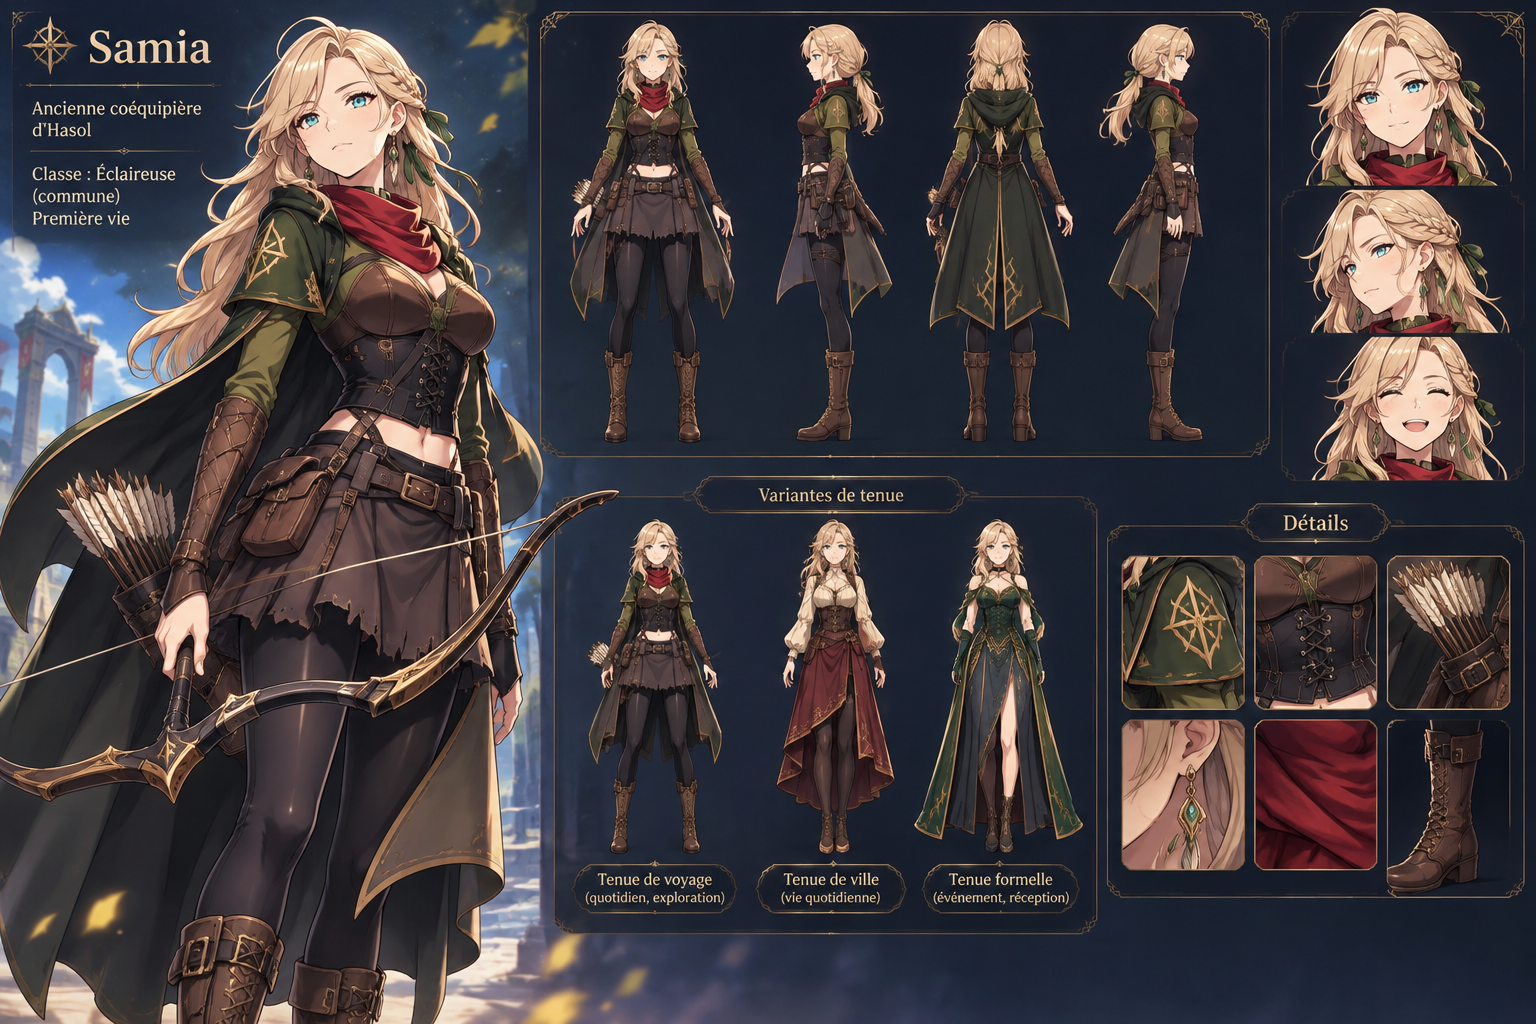 Samia
Ancienne coéquipière
d'Hasol
Classe : Éclaireuse
(commune)
Première vie
Variantes de tenue
Tenue de voyage
(quotidien, exploration)
Tenue de ville
(vie quotidienne)
Tenue formelle
(événement, réception)
Détails